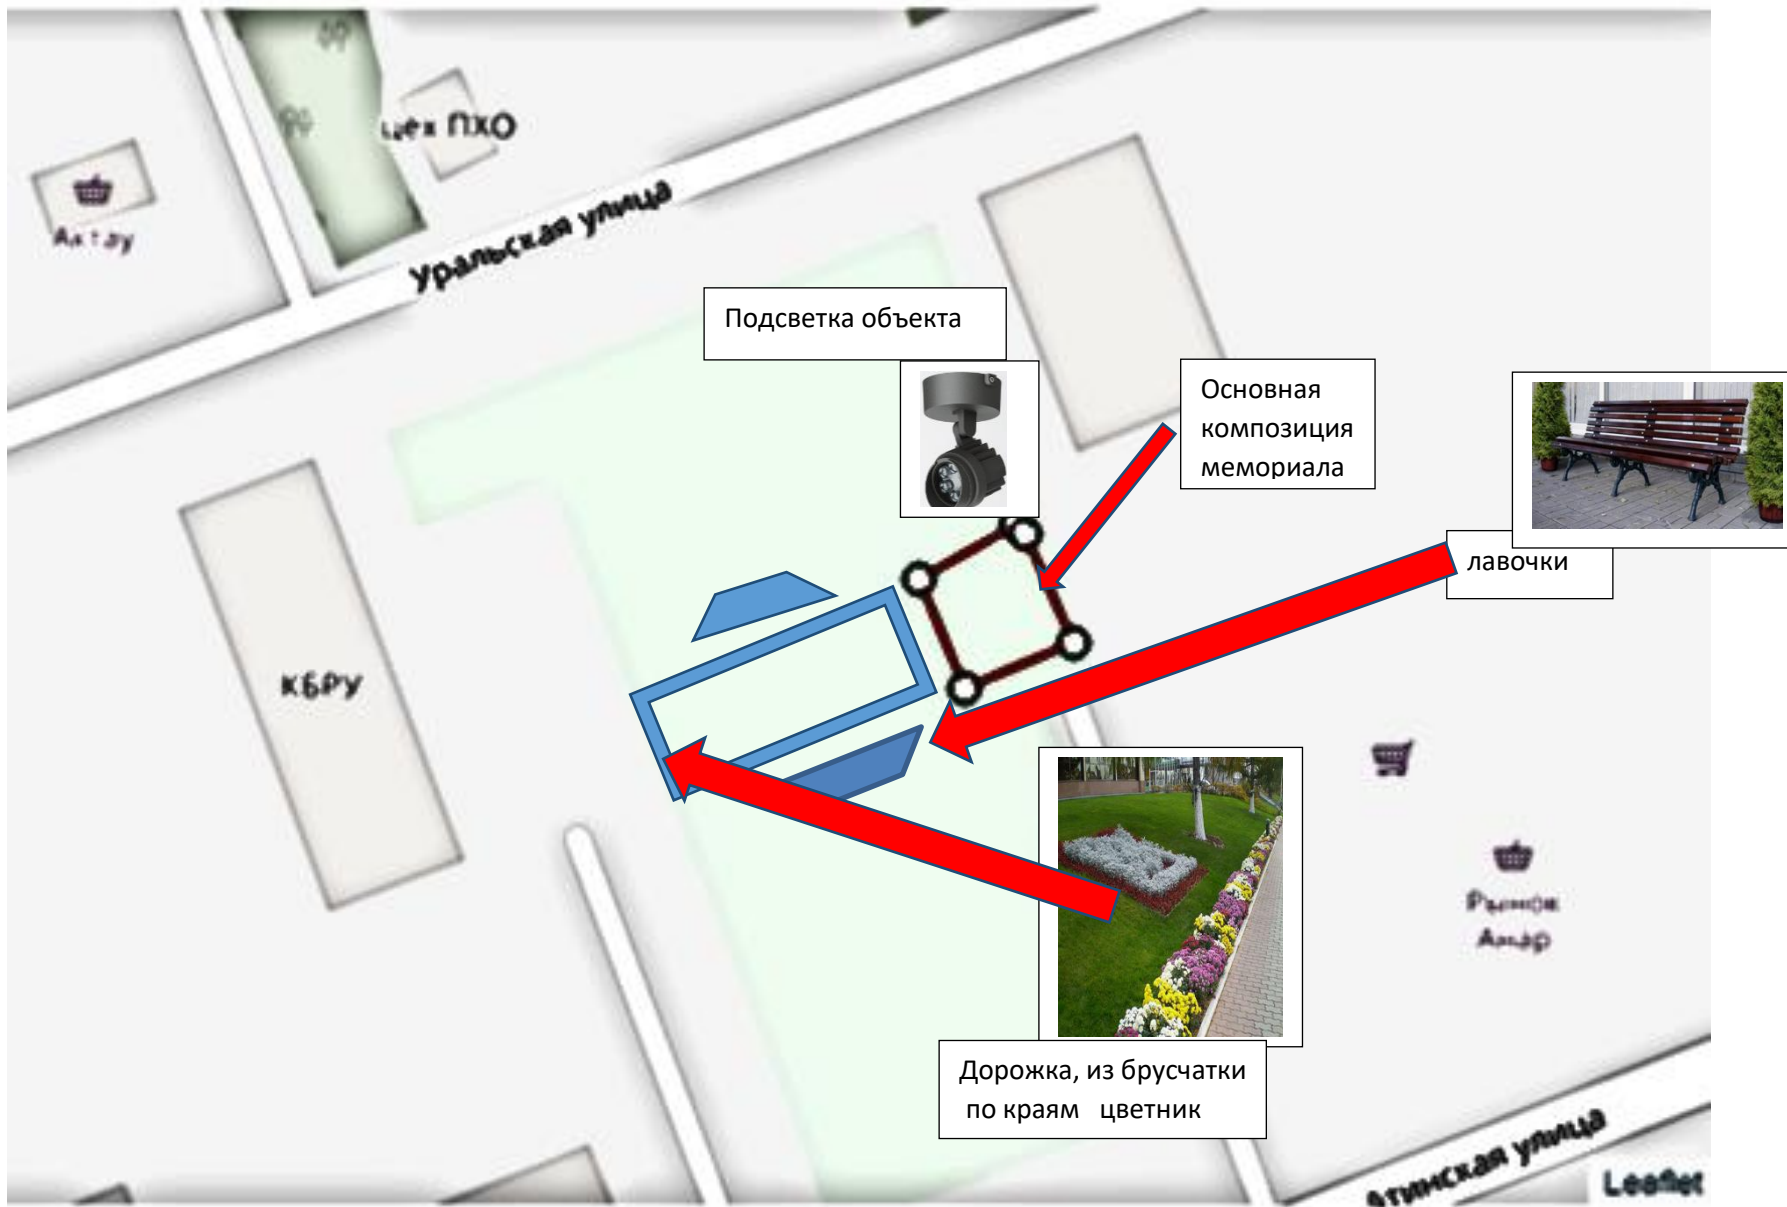 цех ПХО
Актау
Уральская улица
Подсветка объекта
Основная
композиция
мемориала
лавочки
КБРУ
Рынок
Дорожка, из брусчатки
по краям цветник
Атинская улица
Leaflet